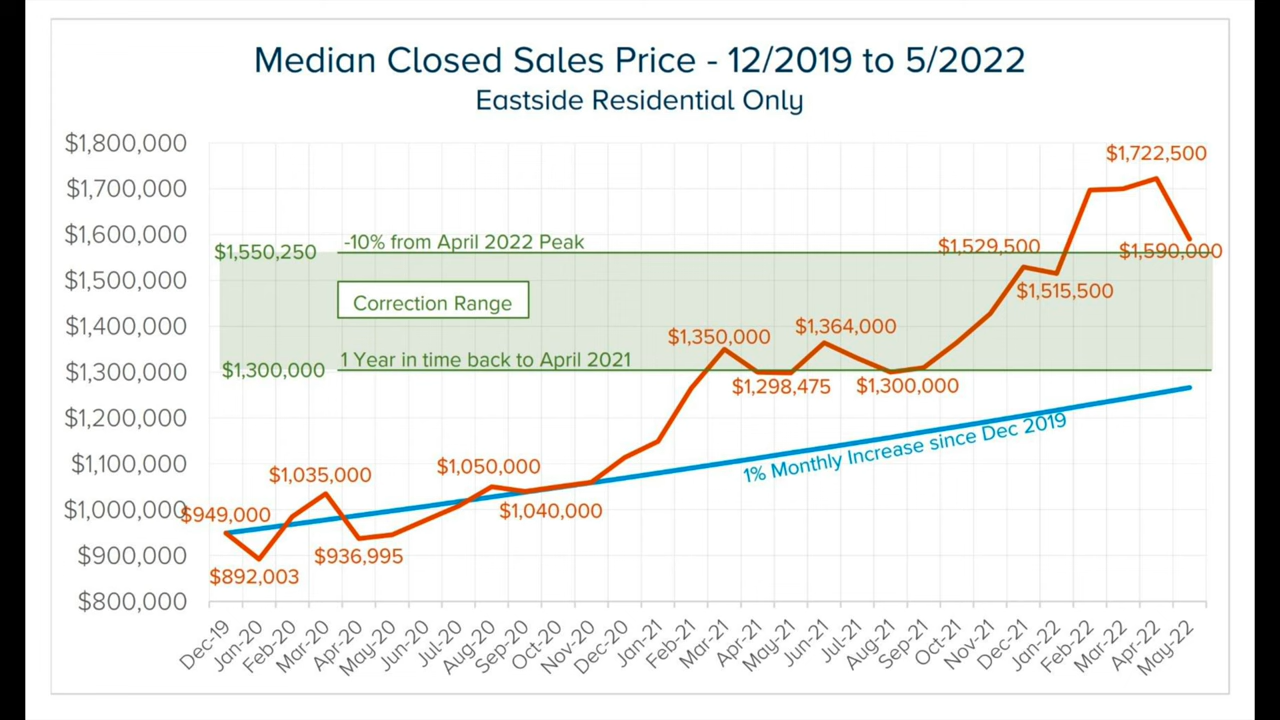 Median Closed Sales Price - 12/2019 to 5/2022
Eastside Residential Only
$1,800,000
$1,700,000
$1,600,000
$1,500,000
$1,400,000
$1,300,000
$1,200,000
$1,100,000
$1,000,000
$900,000
$800,000
$1,550,250
-10% from April 2022 Peak
Correction Range
$1,300,000
1 Year in time back to April 2021
$949,000
$892,003
$1,035,000
$936,995
$1,050,000
$1,040,000
$1,350,000
$1,298,475
$1,364,000
$1,300,000
$1,529,500
$1,515,500
$1,722,500
$1,590,000
1% Monthly Increase since Dec 2019
Dec-19
Jan-20
Feb-20
Mar-20
Apr-20
May-20
Jun-20
Jul-20
Aug-20
Sep-20
Oct-20
Nov-20
Dec-20
Jan-21
Feb-21
Mar-21
Apr-21
May-21
Jun-21
Jul-21
Aug-21
Sep-21
Oct-21
Nov-21
Dec-21
Jan-22
Feb-22
Mar-22
Apr-22
May-22